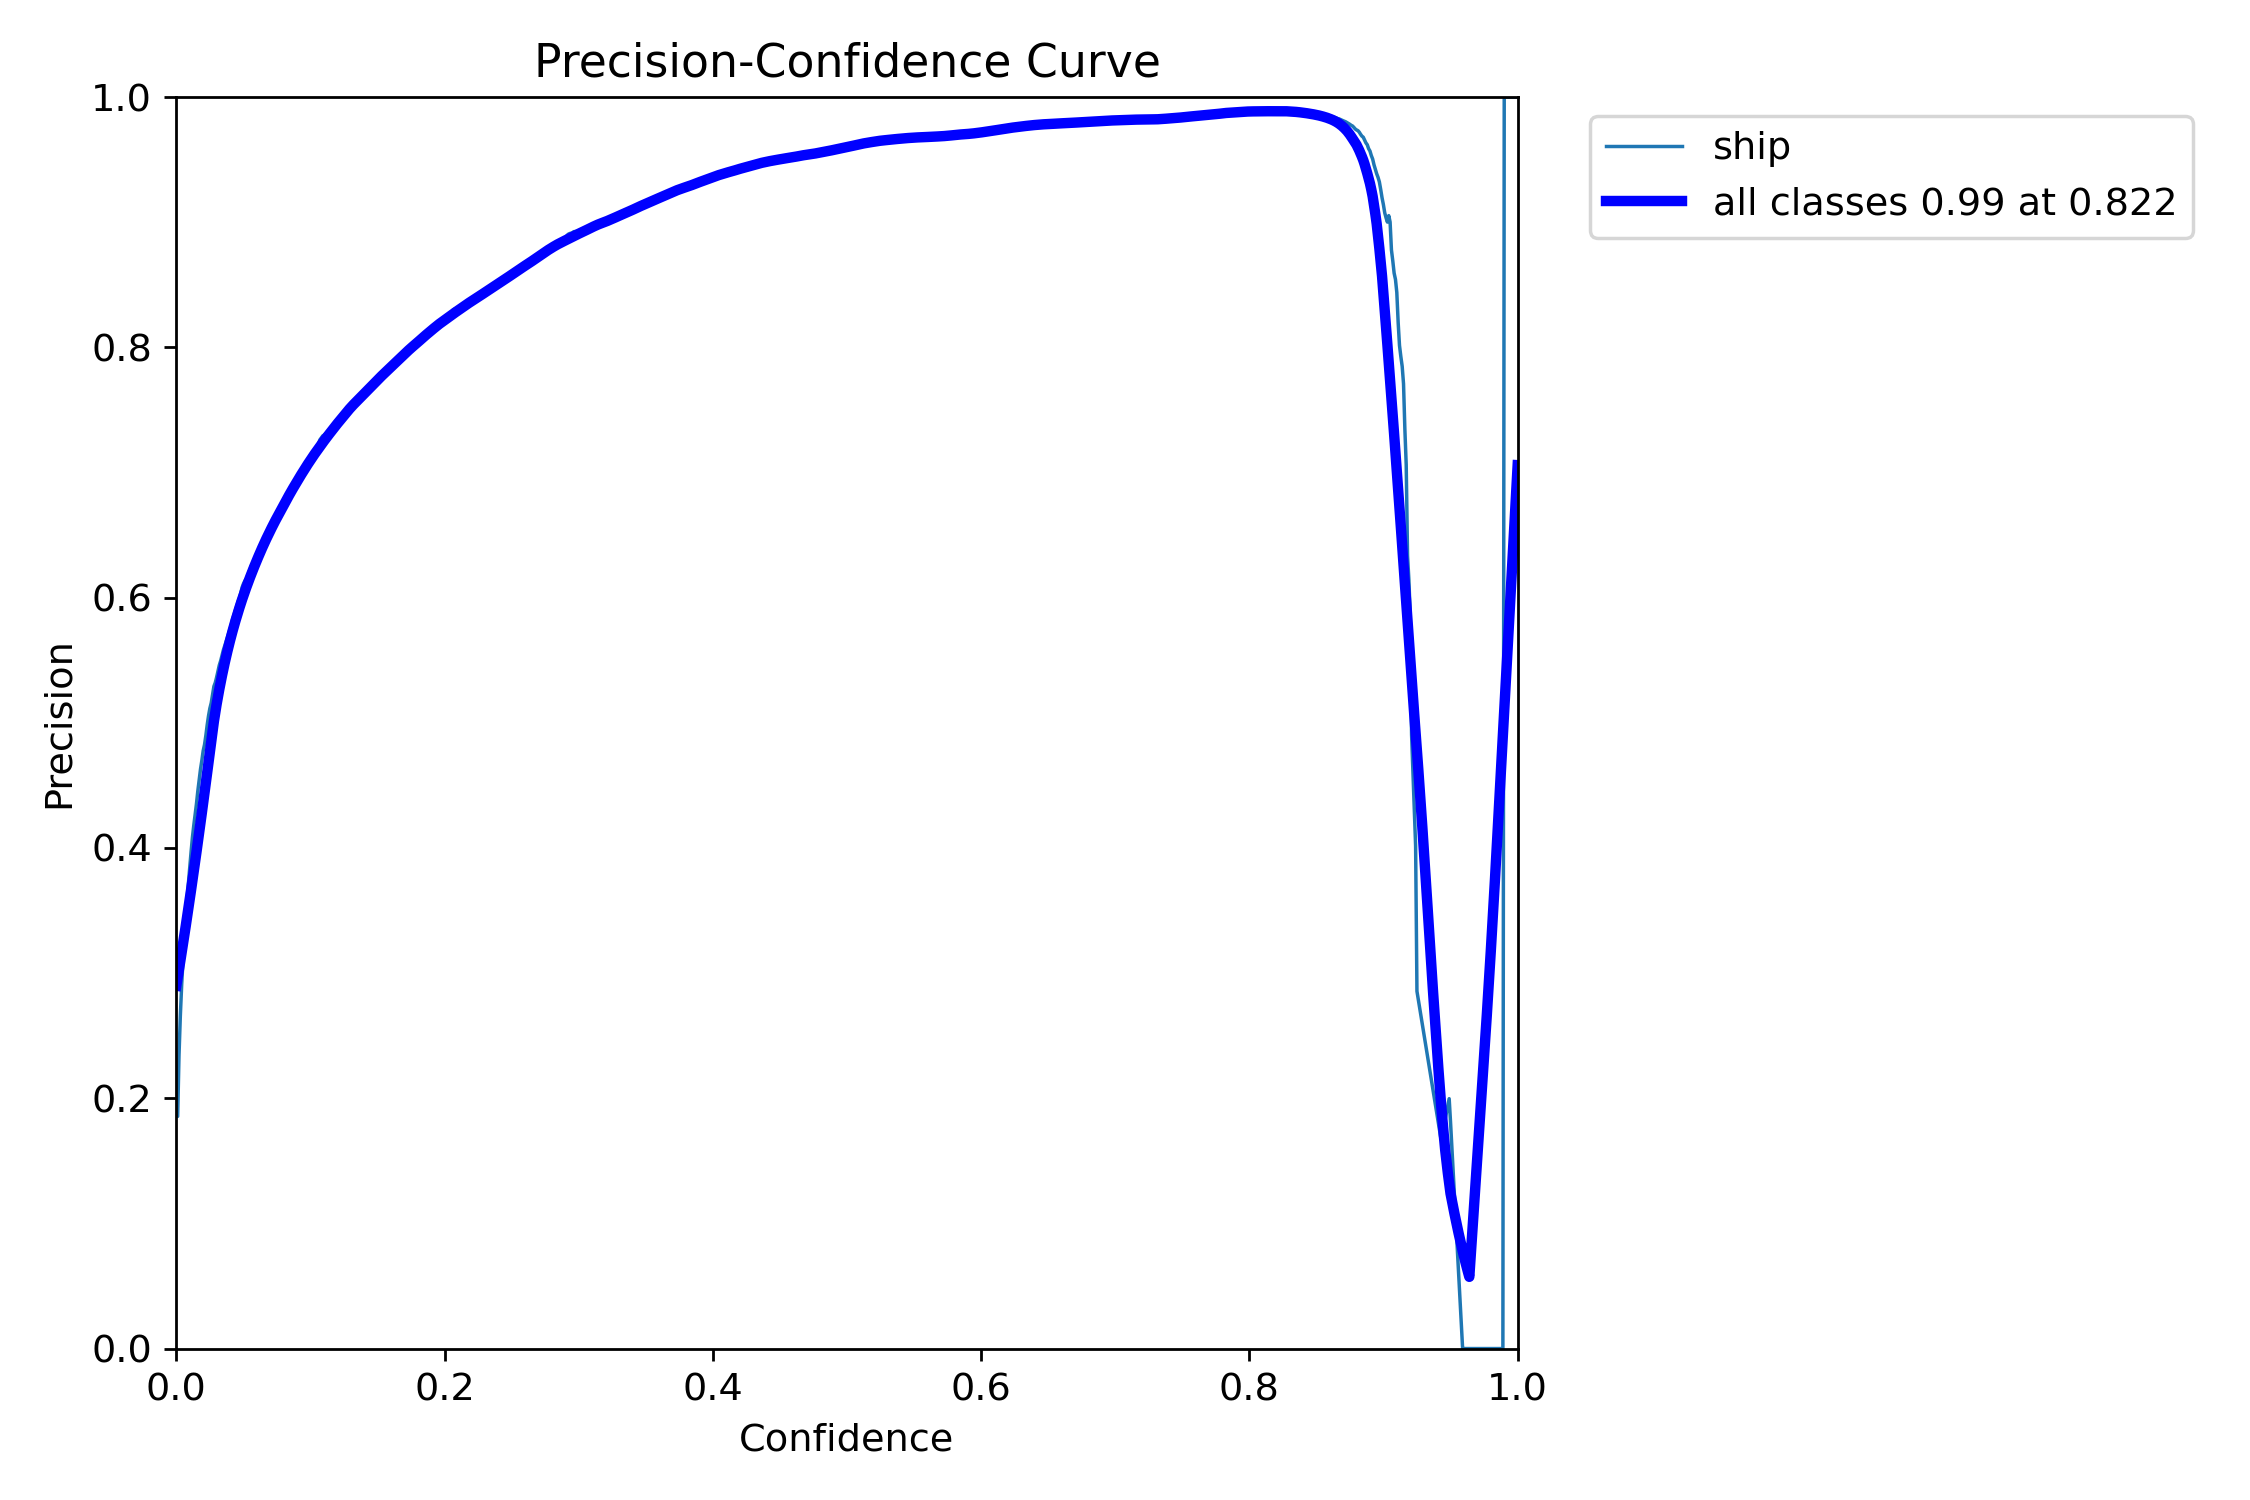 Precision-Confidence Curve
1.0
0.8
0.6
0.4
0.2
0.0
Precision
0.0 0.2 0.4 0.6 0.8 1.0
Confidence
ship
all classes 0.99 at 0.822